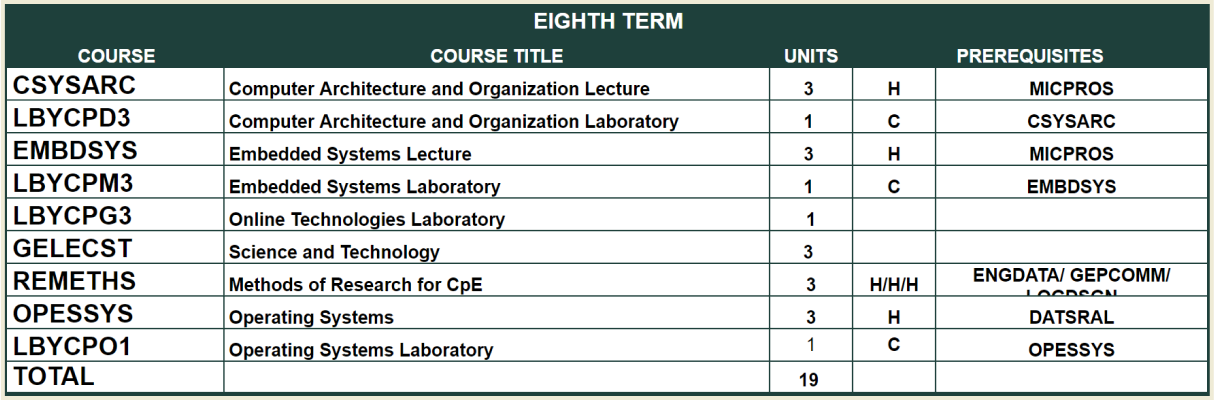 EIGHTH TERM
COURSE COURSE TITLE UNITS PREREQUISITES
CSYSARC Computer Architecture and Organization Lecture 3 H MICPROS
LBYCPD3 Computer Architecture and Organization Laboratory 1 C CSYSARC
EMBDSYS Embedded Systems Lecture 3 H MICPROS
LBYCPM3 Embedded Systems Laboratory 1 C EMBDSYS
LBYCPG3 Online Technologies Laboratory 1
GELECST Science and Technology 3
REMETHS Methods of Research for CpE 3 H/H/H ENGDATA/ GEPCOMM/
OPESSYS Operating Systems 3 H DATSRAL
LBYCPO1 Operating Systems Laboratory 1 C OPESSYS
TOTAL 19